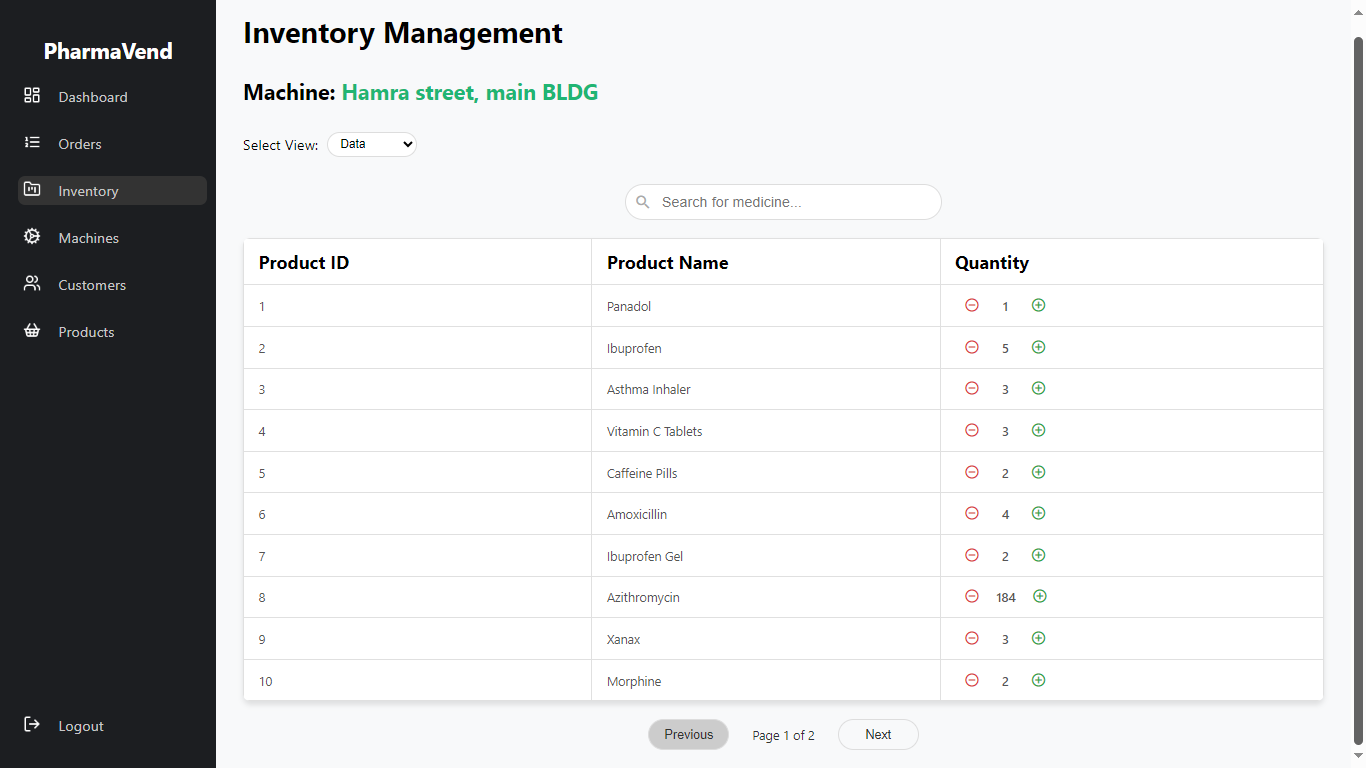 PharmaVend
Dashboard
Orders
Inventory
Machines
Customers
Products
Logout
Inventory Management
Machine: Hamra street, main BLDG
Select View: Data
Search for medicine...
Product ID Product Name Quantity
1 Panadol 1
2 Ibuprofen 5
3 Asthma Inhaler 3
4 Vitamin C Tablets 3
5 Caffeine Pills 2
6 Amoxicillin 4
7 Ibuprofen Gel 2
8 Azithromycin 184
9 Xanax 3
10 Morphine 2
Previous Page 1 of 2 Next